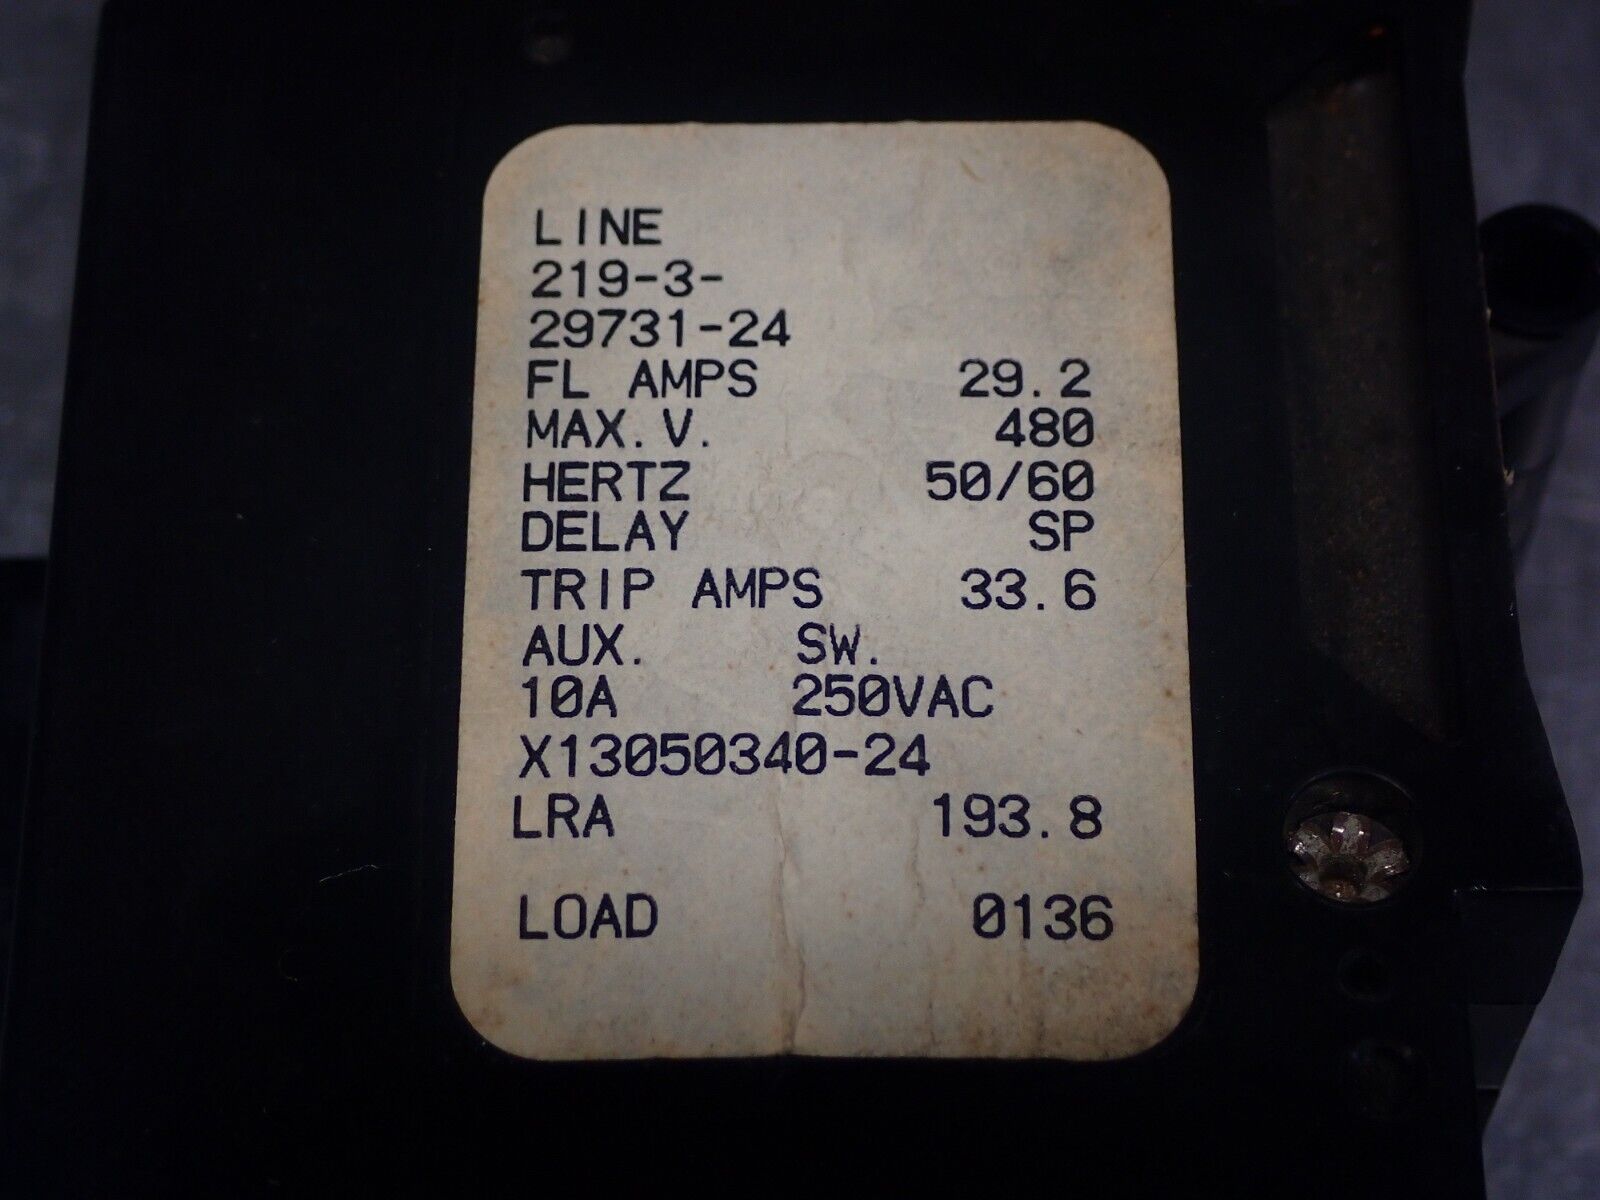 LINE
219-3-
29731-24
FL AMPS 29.2
MAX. V. 480
HERTZ 50/60
DELAY SP
TRIP AMPS 33.6
AUX. SW.
10A 250VAC
X13050340-24
LRA 193.8
LOAD 0136